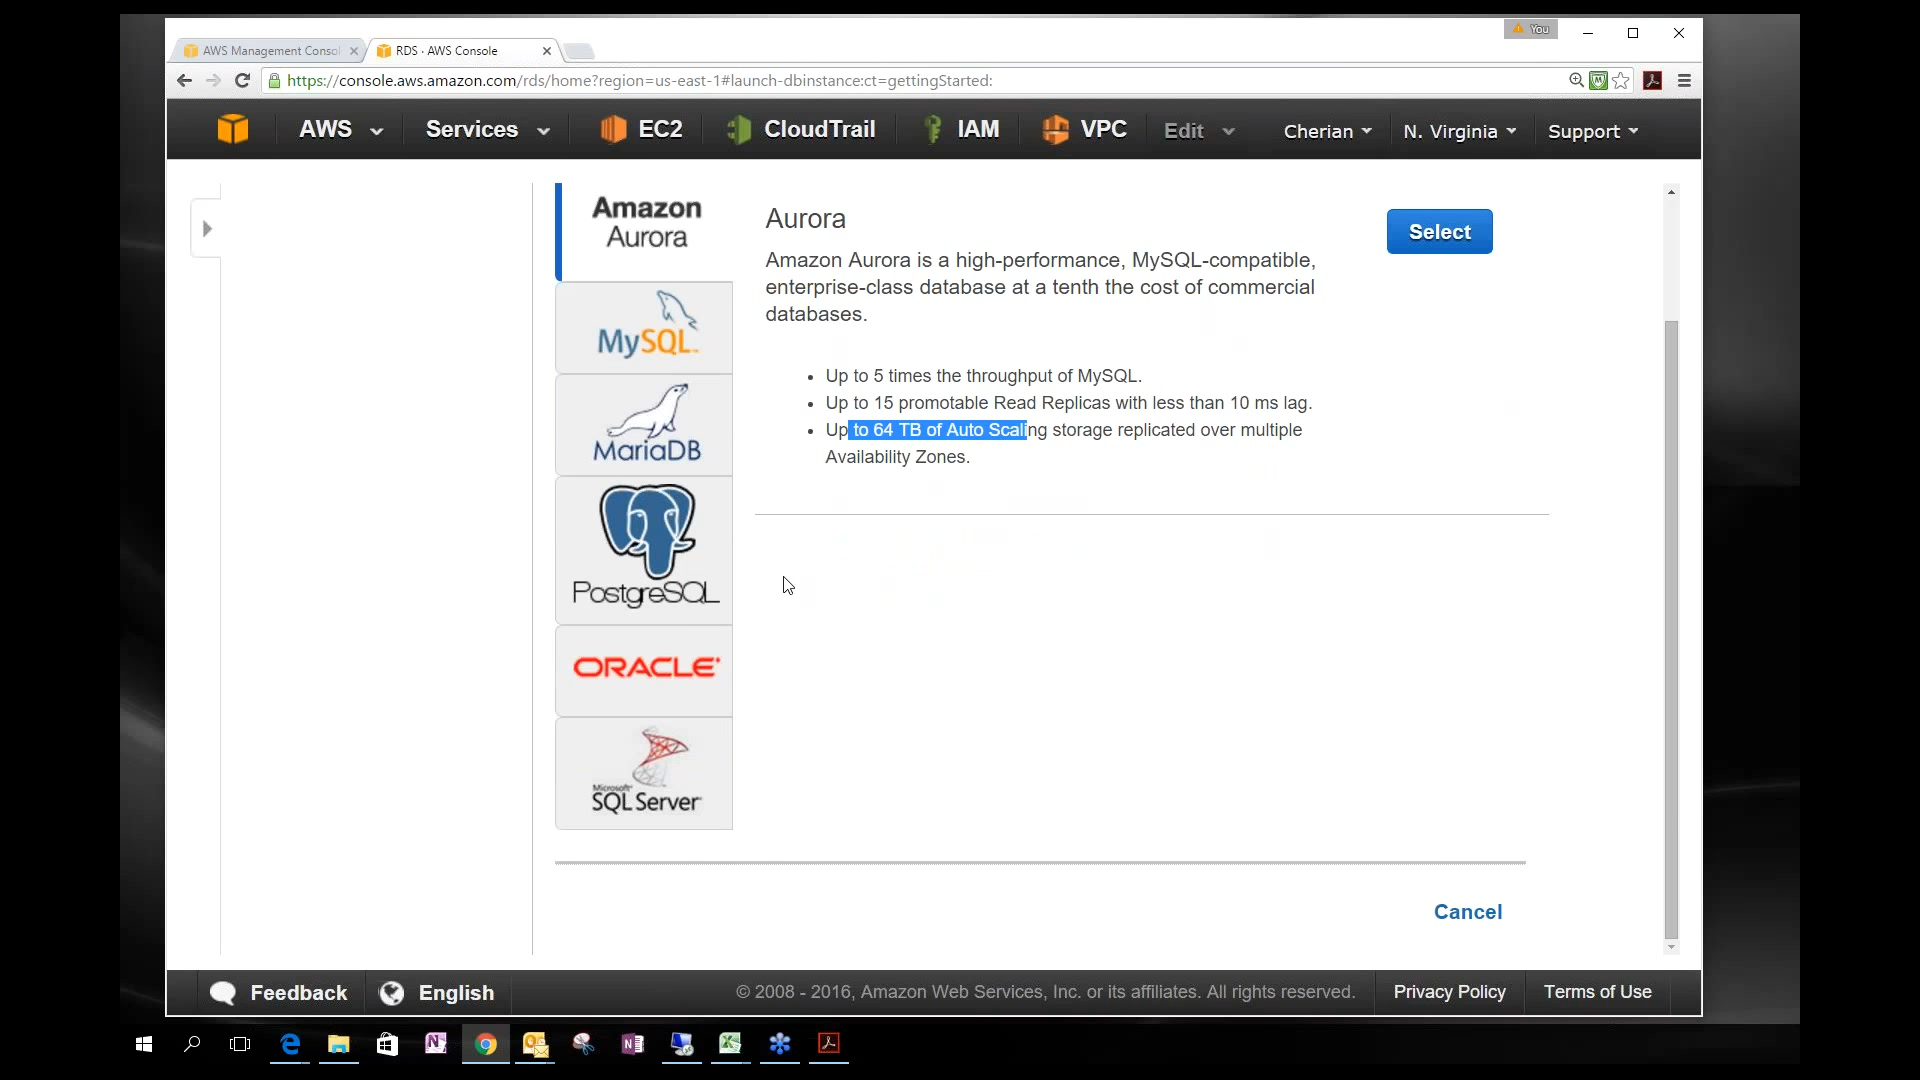 You
AWS Management Consol
RDS · AWS Console
https://console.aws.amazon.com/rds/home?region=us-east-1#launch-dbinstance:ct=gettingStarted:
AWS Services EC2 CloudTrail IAM VPC Edit Cherian N. Virginia Support
Amazon
Aurora
MySQL
MariaDB
PostgreSQL
ORACLE
Microsoft
SQL Server
Aurora
Select
Amazon Aurora is a high-performance, MySQL-compatible,
enterprise-class database at a tenth the cost of commercial
databases.
• Up to 5 times the throughput of MySQL.
• Up to 15 promotable Read Replicas with less than 10 ms lag.
• Up to 64 TB of Auto Scaling storage replicated over multiple
Availability Zones.
Cancel
Feedback English © 2008 - 2016, Amazon Web Services, Inc. or its affiliates. All rights reserved. Privacy Policy Terms of Use